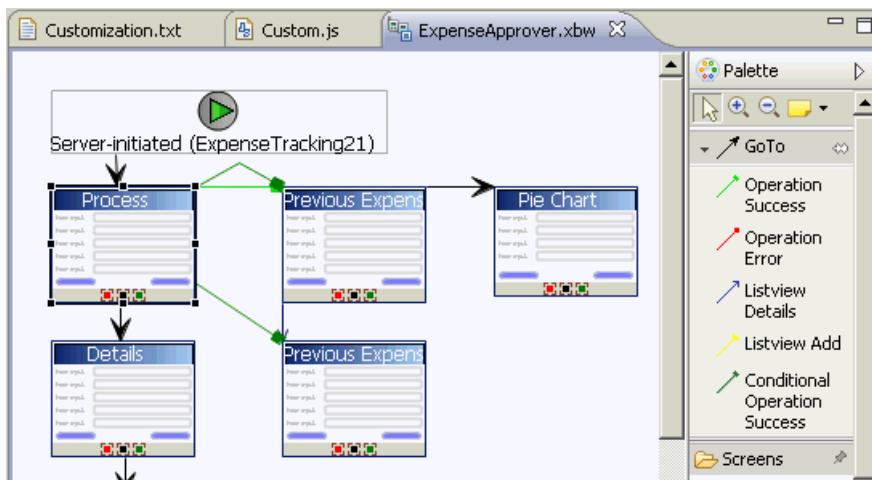 Customization.txt
Custom.js
ExpenseApprover.xbw
Palette
Server-initiated (ExpenseTracking21)
GoTo
Process
Previous Expens
Pie Chart
Operation
Success
Operation
Error
Listview
Details
Listview Add
Details
Previous Expens
Conditional
Operation
Success
Screens